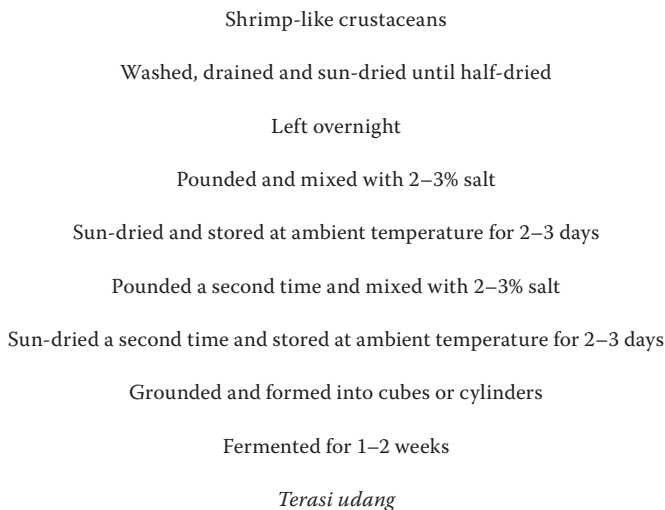 Shrimp-like crustaceans
Washed, drained and sun-dried until half-dried
Left overnight
Pounded and mixed with 2–3% salt
Sun-dried and stored at ambient temperature for 2–3 days
Pounded a second time and mixed with 2–3% salt
Sun-dried a second time and stored at ambient temperature for 2–3 days
Grounded and formed into cubes or cylinders
Fermented for 1–2 weeks
Terasi udang